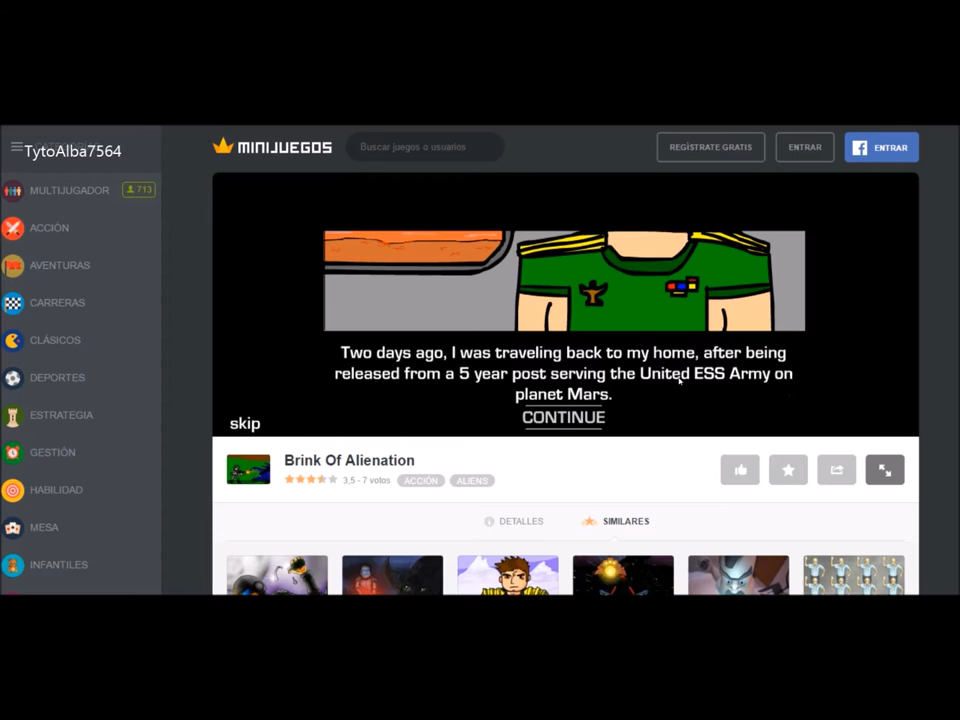 TytoAlba7564
MINIJUEGOS
Buscar juegos o usuarios
REGÍSTRATE GRATIS
ENTRAR
ENTRAR
MULTIJUGADOR
713
ACCIÓN
AVENTURAS
CARRERAS
CLÁSICOS
DEPORTES
ESTRATEGIA
GESTIÓN
HABILIDAD
MESA
INFANTILES
Two days ago, I was traveling back to my home, after being
released from a 5 year post serving the United ESS Army on
planet Mars.
CONTINUE
skip
Brink Of Alienation
3,5 - 7 votos
ACCIÓN
ALIENS
DETALLES
SIMILARES